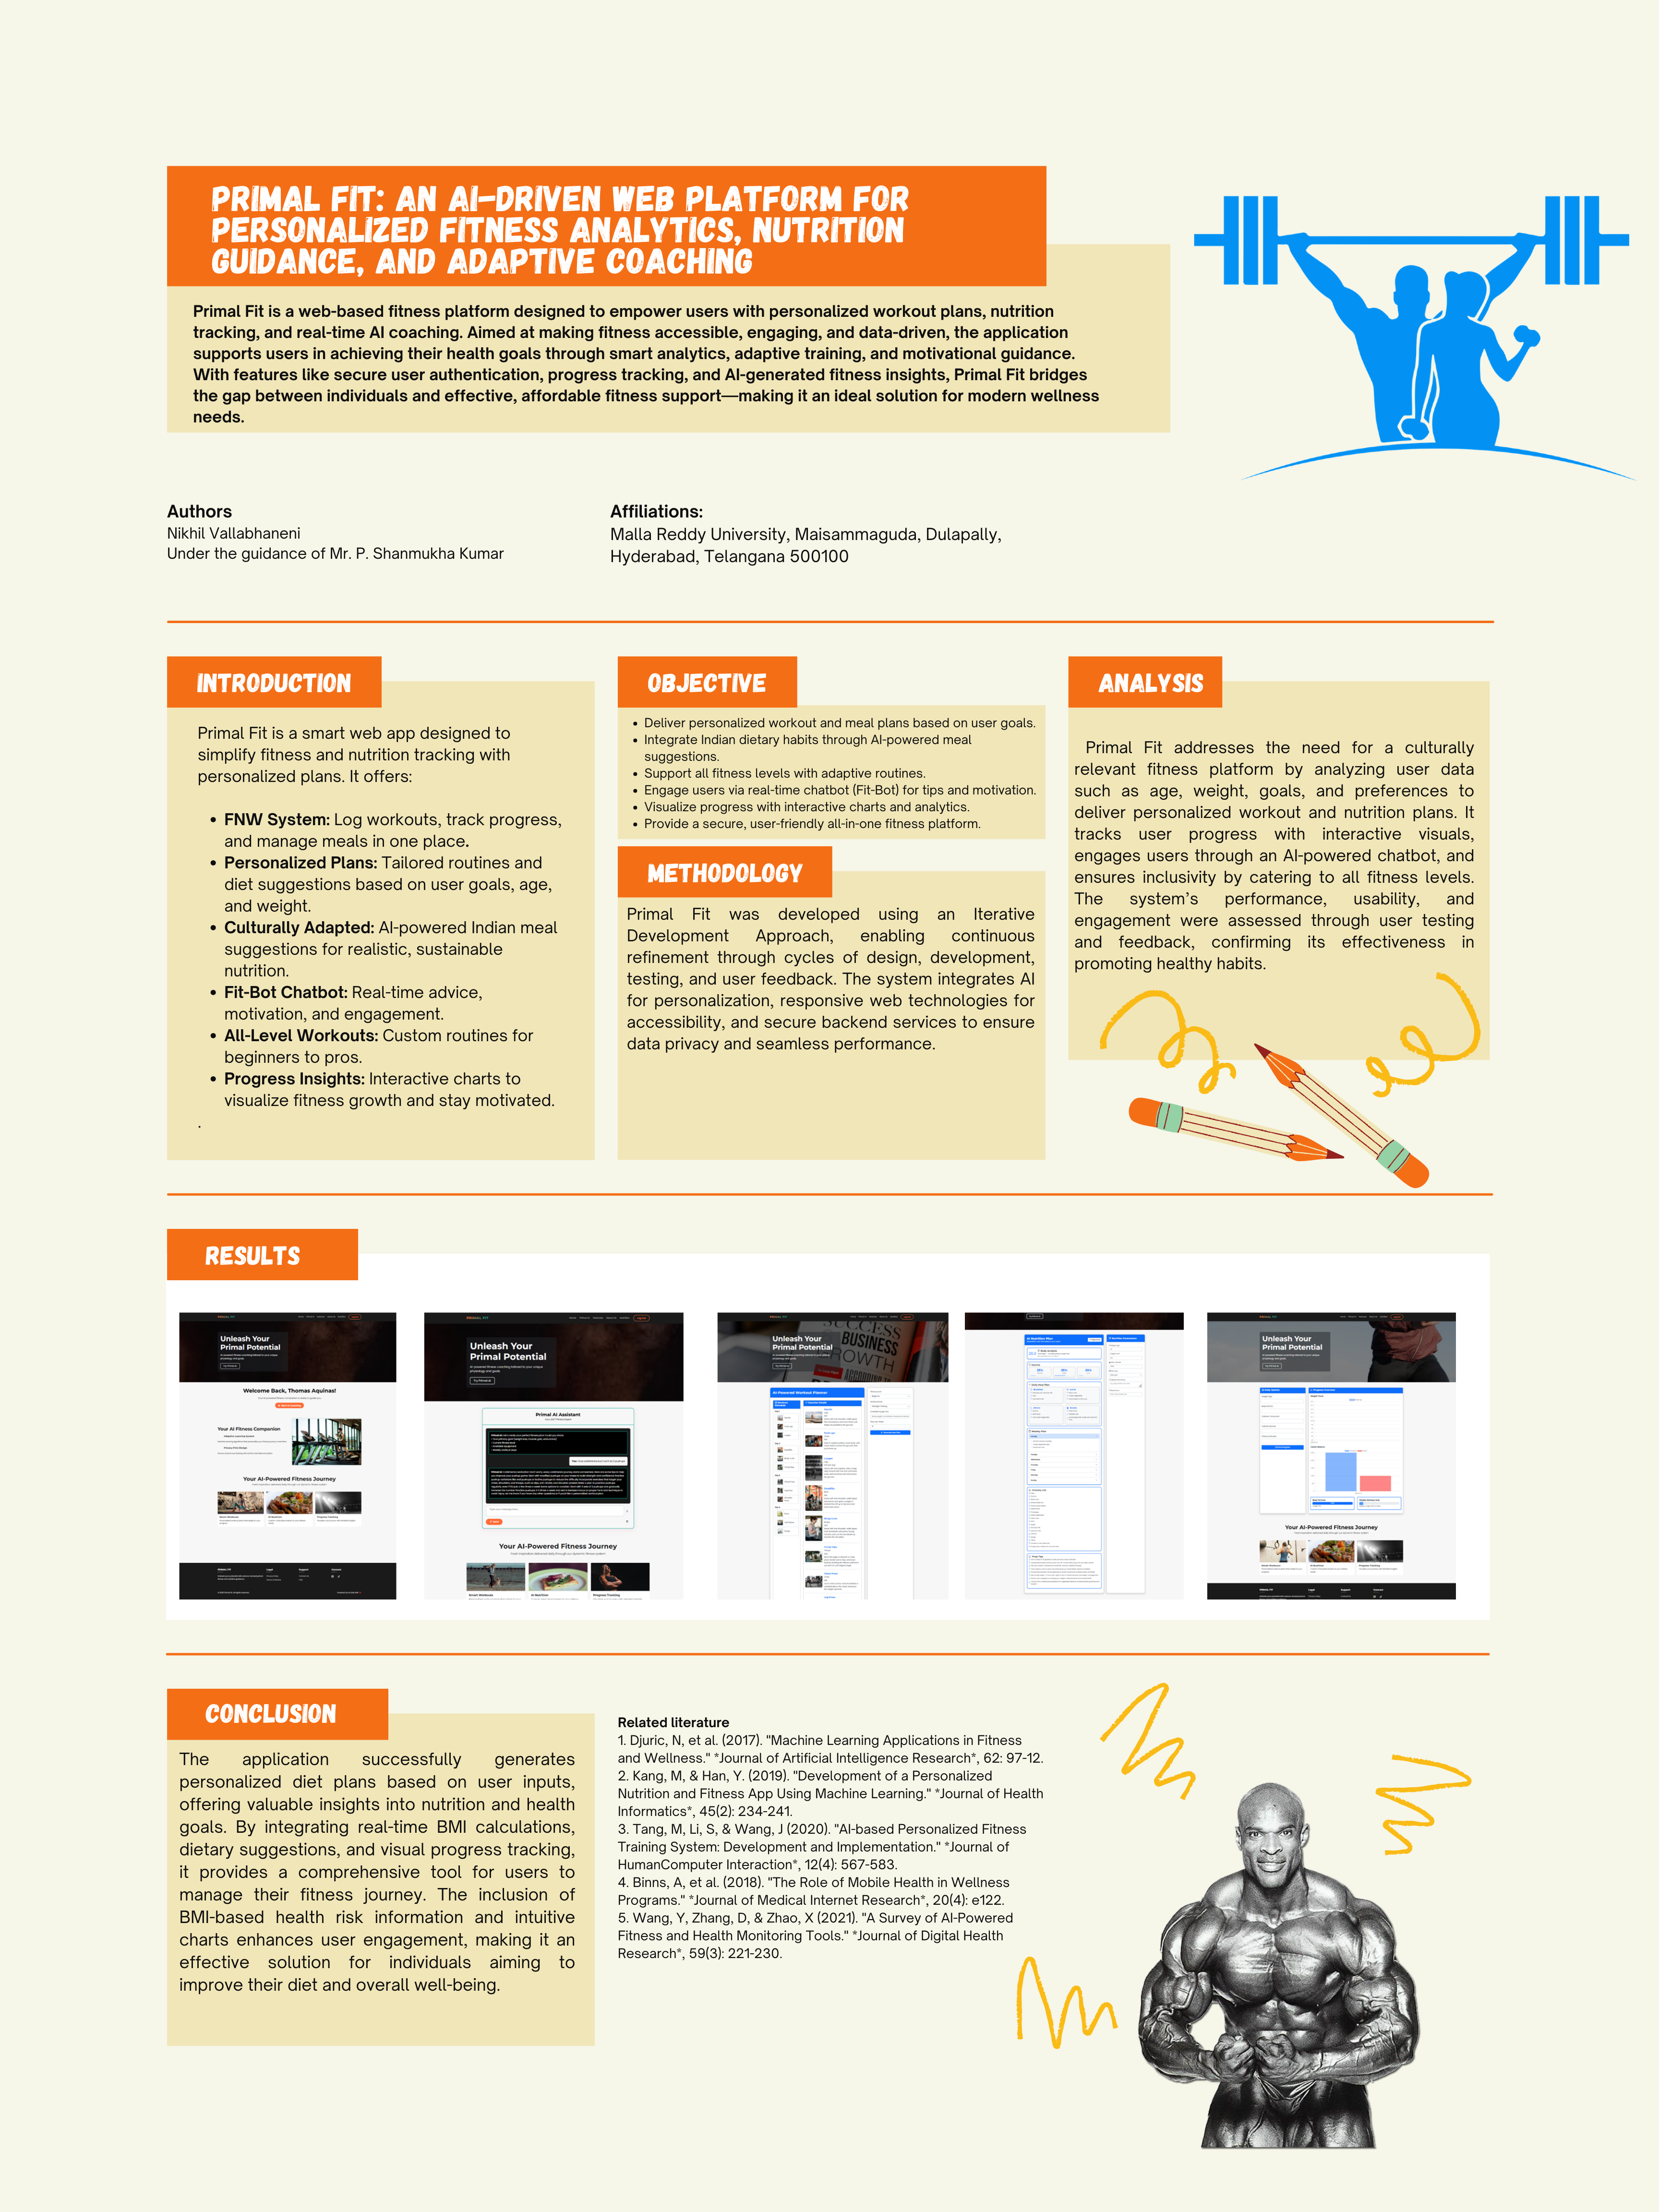 PRIMAL FIT: AN AI-DRIVEN WEB PLATFORM FOR
PERSONALIZED FITNESS ANALYTICS, NUTRITION
GUIDANCE, AND ADAPTIVE COACHING
Primal Fit is a web-based fitness platform designed to empower users with personalized workout plans, nutrition
tracking, and real-time AI coaching. Aimed at making fitness accessible, engaging, and data-driven, the application
supports users in achieving their health goals through smart analytics, adaptive training, and motivational guidance.
With features like secure user authentication, progress tracking, and AI-generated fitness insights, Primal Fit bridges
the gap between individuals and effective, affordable fitness support—making it an ideal solution for modern wellness
needs.
Authors
Nikhil Vallabhaneni
Under the guidance of Mr. P. Shanmukha Kumar
Affiliations:
Malla Reddy University, Maisammaguda, Dulapally,
Hyderabad, Telangana 500100
INTRODUCTION
Primal Fit is a smart web app designed to
simplify fitness and nutrition tracking with
personalized plans. It offers:
• FNW System: Log workouts, track progress,
and manage meals in one place.
• Personalized Plans: Tailored routines and
diet suggestions based on user goals, age,
and weight.
• Culturally Adapted: AI-powered Indian meal
suggestions for realistic, sustainable
nutrition.
• Fit-Bot Chatbot: Real-time advice,
motivation, and engagement.
• All-Level Workouts: Custom routines for
beginners to pros.
• Progress Insights: Interactive charts to
visualize fitness growth and stay motivated.
.
OBJECTIVE
• Deliver personalized workout and meal plans based on user goals.
• Integrate Indian dietary habits through AI-powered meal
suggestions.
• Support all fitness levels with adaptive routines.
• Engage users via real-time chatbot (Fit-Bot) for tips and motivation.
• Visualize progress with interactive charts and analytics.
• Provide a secure, user-friendly all-in-one fitness platform.
METHODOLOGY
Primal Fit was developed using an Iterative
Development Approach, enabling continuous
refinement through cycles of design, development,
testing, and user feedback. The system integrates AI
for personalization, responsive web technologies for
accessibility, and secure backend services to ensure
data privacy and seamless performance.
ANALYSIS
Primal Fit addresses the need for a culturally
relevant fitness platform by analyzing user data
such as age, weight, goals, and preferences to
deliver personalized workout and nutrition plans. It
tracks user progress with interactive visuals,
engages users through an AI-powered chatbot, and
ensures inclusivity by catering to all fitness levels.
The system's performance, usability, and
engagement were assessed through user testing
and feedback, confirming its effectiveness in
promoting healthy habits.
RESULTS
PRIMAL FIT
Unleash Your
Primal Potential
Welcome Back, Thomas Aquinas!
Your AI Fitness Companion
Your AI-Powered Fitness Journey
Smart Workouts
AI Nutrition
Progress Tracking
PRIMAL FIT
Unleash Your
Primal Potential
Primal AI Assistant
Your AI-Powered Fitness Journey
Smart Workouts
AI Nutrition
Progress Tracking
Unleash Your
Primal Potential
SUCCESS
BUSINESS
GROWTH
AI-Powered Workout Planner
AI Nutrition Plan
Unleash Your
Primal Potential
Your AI-Powered Fitness Journey
Smart Workouts
AI Nutrition
Progress Tracking
CONCLUSION
The application successfully generates
personalized diet plans based on user inputs,
offering valuable insights into nutrition and health
goals. By integrating real-time BMI calculations,
dietary suggestions, and visual progress tracking,
it provides a comprehensive tool for users to
manage their fitness journey. The inclusion of
BMI-based health risk information and intuitive
charts enhances user engagement, making it an
effective solution for individuals aiming to
improve their diet and overall well-being.
Related literature
1. Djuric, N, et al. (2017). "Machine Learning Applications in Fitness
and Wellness." *Journal of Artificial Intelligence Research*, 62: 97-12.
2. Kang, M, & Han, Y. (2019). "Development of a Personalized
Nutrition and Fitness App Using Machine Learning." *Journal of Health
Informatics*, 45(2): 234-241.
3. Tang, M, Li, S, & Wang, J (2020). "AI-based Personalized Fitness
Training System: Development and Implementation." *Journal of
HumanComputer Interaction*, 12(4): 567-583.
4. Binns, A, et al. (2018). "The Role of Mobile Health in Wellness
Programs." *Journal of Medical Internet Research*, 20(4): e122.
5. Wang, Y, Zhang, D, & Zhao, X (2021). "A Survey of AI-Powered
Fitness and Health Monitoring Tools." *Journal of Digital Health
Research*, 59(3): 221-230.